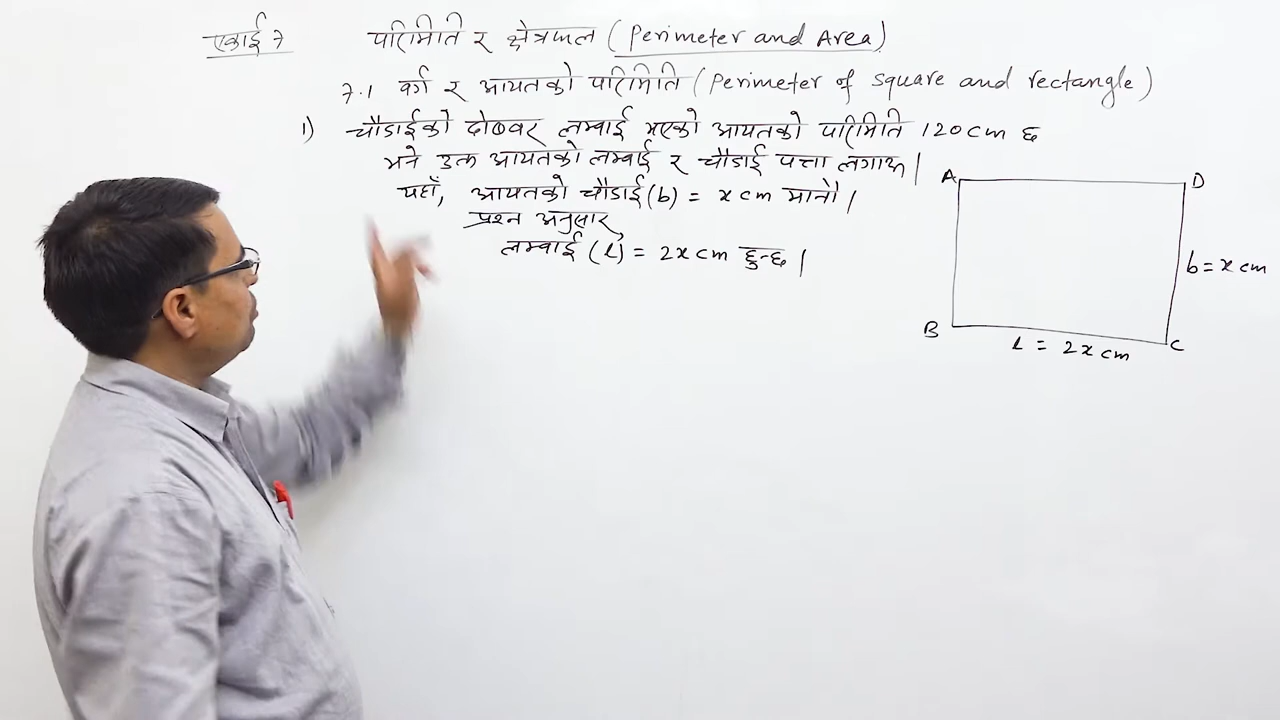 एकाई 7 परिमिति र क्षेत्रफल (Perimeter and Area)
7.1 वर्ग र आयतको परिमिति (Perimeter of square and rectangle)
1) चौडाईको दोब्बर लम्बाई भएको आयतको परिमिति 120cm छ
भने उक्त आयतको लम्बाई र चौडाई पत्ता लगाऊ ।
यहाँ, आयतको चौडाई (b) = x cm मानौ ।
प्रश्न अनुसार,
लम्बाई (l) = 2x cm हुन्छ ।
A D
b = x cm
B C
l = 2x cm